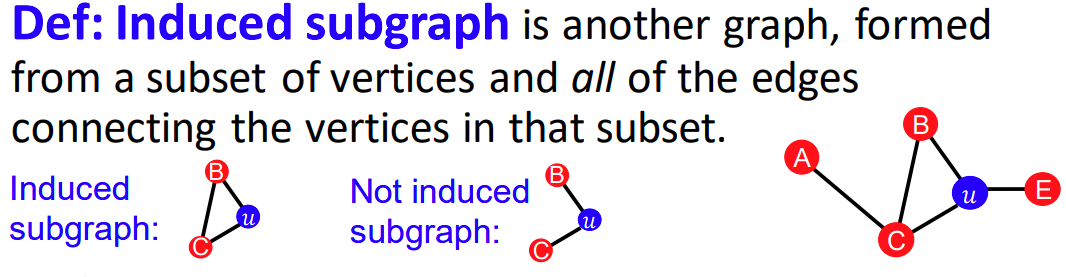 Def: Induced subgraph is another graph, formed
from a subset of vertices and all of the edges
connecting the vertices in that subset.
Induced
subgraph:
B
u
C
Not induced
subgraph:
B
u
C
A
B
u
E
C